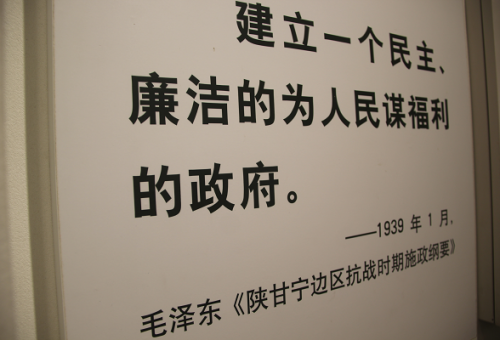 建立一个民主、
廉洁的为人民谋福利
的政府。
——1939 年 1 月，
毛泽东《陕甘宁边区抗战时期施政纲要》